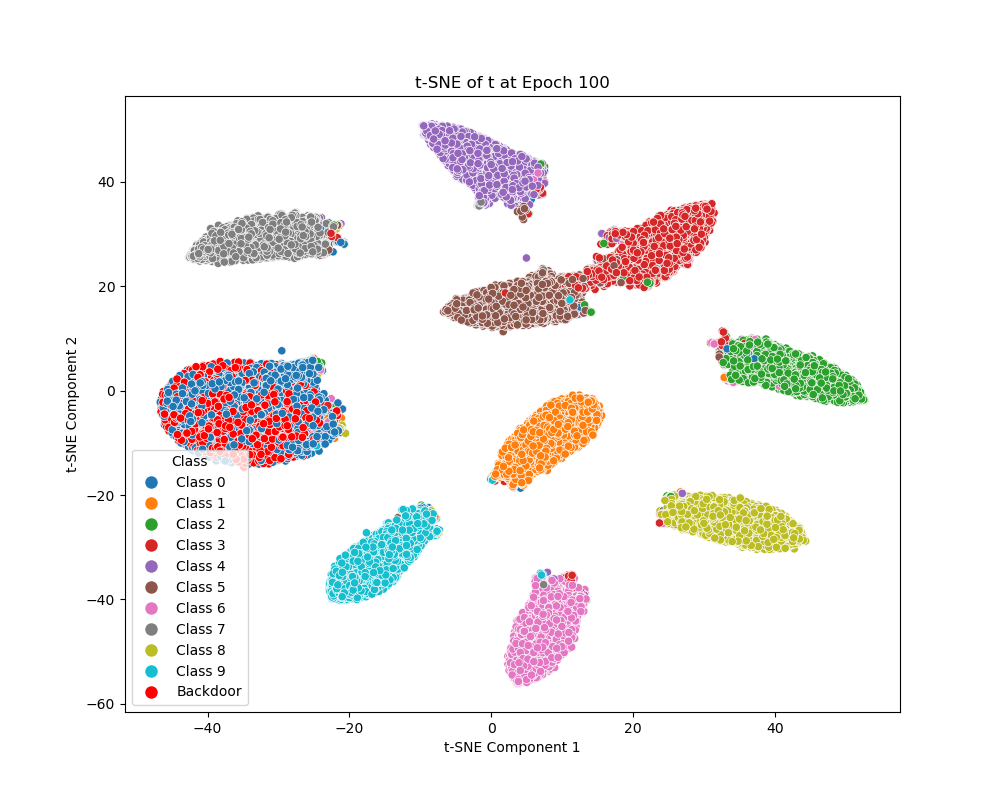 t-SNE of t at Epoch 100
t-SNE Component 2
40
20
0
−20
−40
−60
Class
Class 0
Class 1
Class 2
Class 3
Class 4
Class 5
Class 6
Class 7
Class 8
Class 9
Backdoor
−40
−20
0
20
40
t-SNE Component 1